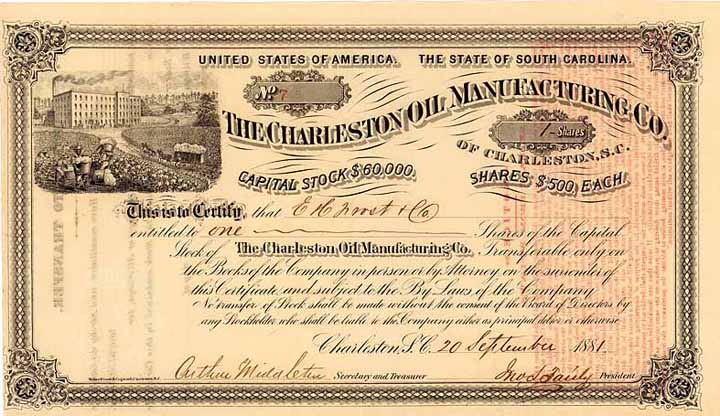 UNITED STATES OF AMERICA. THE STATE OF SOUTH CAROLINA.
No 7
THE CHARLESTON OIL MANUFACTURING CO.
1 - Shares
OF CHARLESTON, S.C.
CAPITAL STOCK $60,000. SHARES $500, EACH.
This is to Certify, that E H Frost & Co
entitled to one Shares of the Capital
Stock of The Charleston Oil Manufacturing Co. Transferable only on
the Books of the Company in person or by Attorney on the surrender of
this Certificate and subject to the By Laws of the Company
No transfer of Stock shall be made without the consent of the Board of Directors by
any Stockholder who shall be liable to the Company either as principal debtor or otherwise
Charleston, S.C. 20 September 1881.
Arthur Middleton Secretary and Treasurer Jno S Fairly President
TO TRANSFER.